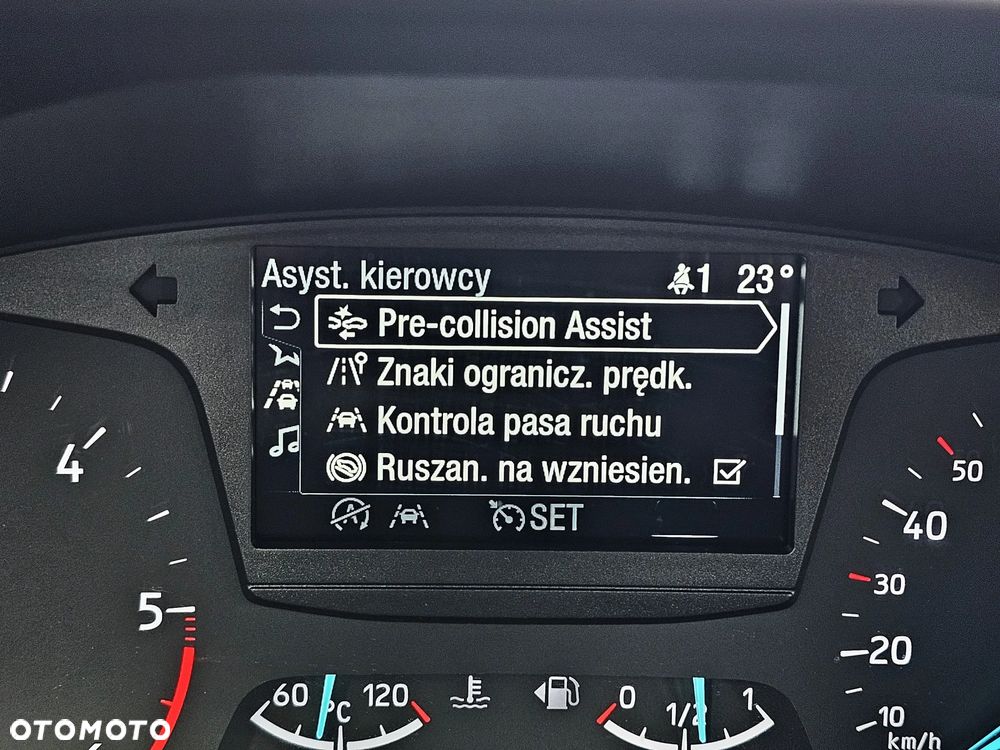 Asyst. kierowcy 1 23°
Pre-collision Assist
Znaki ogranicz. prędk.
Kontrola pasa ruchu
Ruszan. na wzniesien.
A SET
4
5
50
40
30
20
10
km/h
60 °C 120
0 1/2 1
OTOMOTO